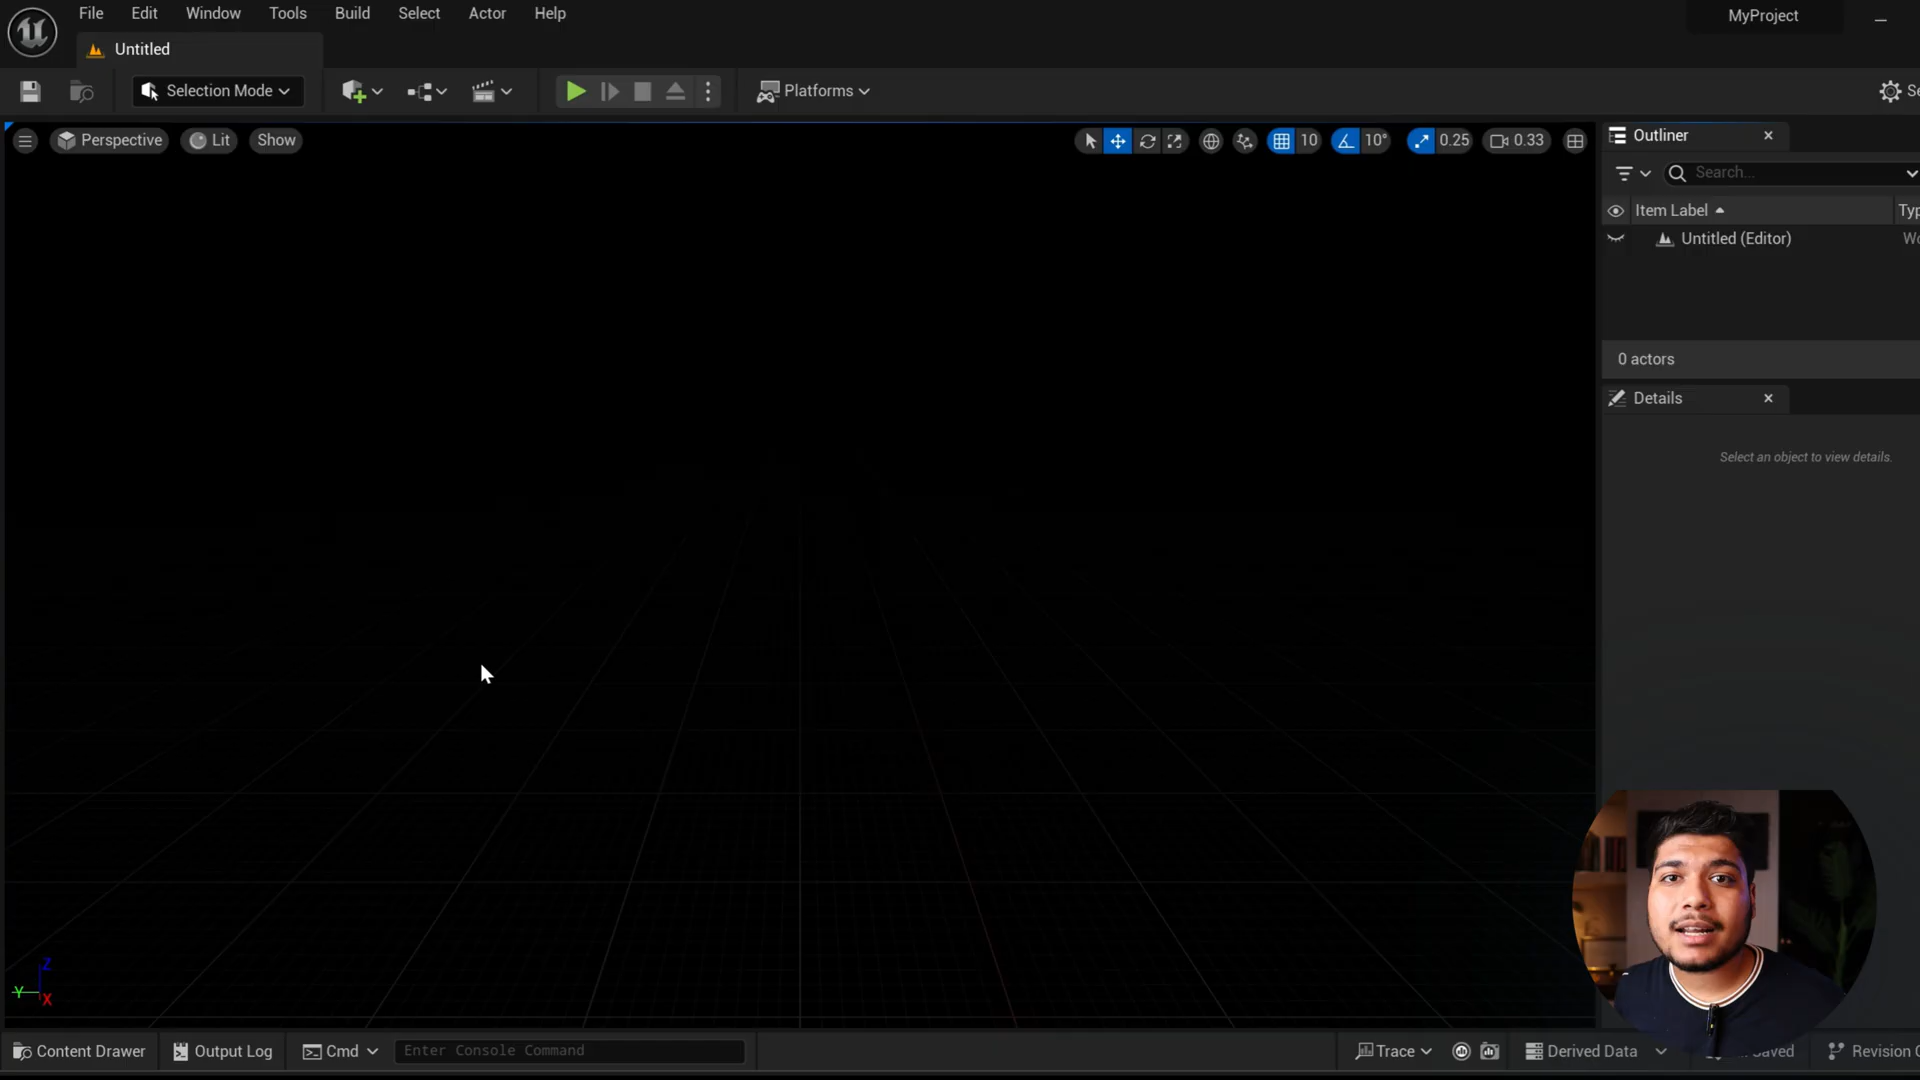 File Edit Window Tools Build Select Actor Help
MyProject
Untitled
Selection Mode
Platforms
Perspective Lit Show
10 10° 0.25 0.33
Outliner
Search...
Item Label
Untitled (Editor)
0 actors
Details
Select an object to view details.
Z
Y X
Content Drawer Output Log Cmd Enter Console Command Trace Derived Data Revision